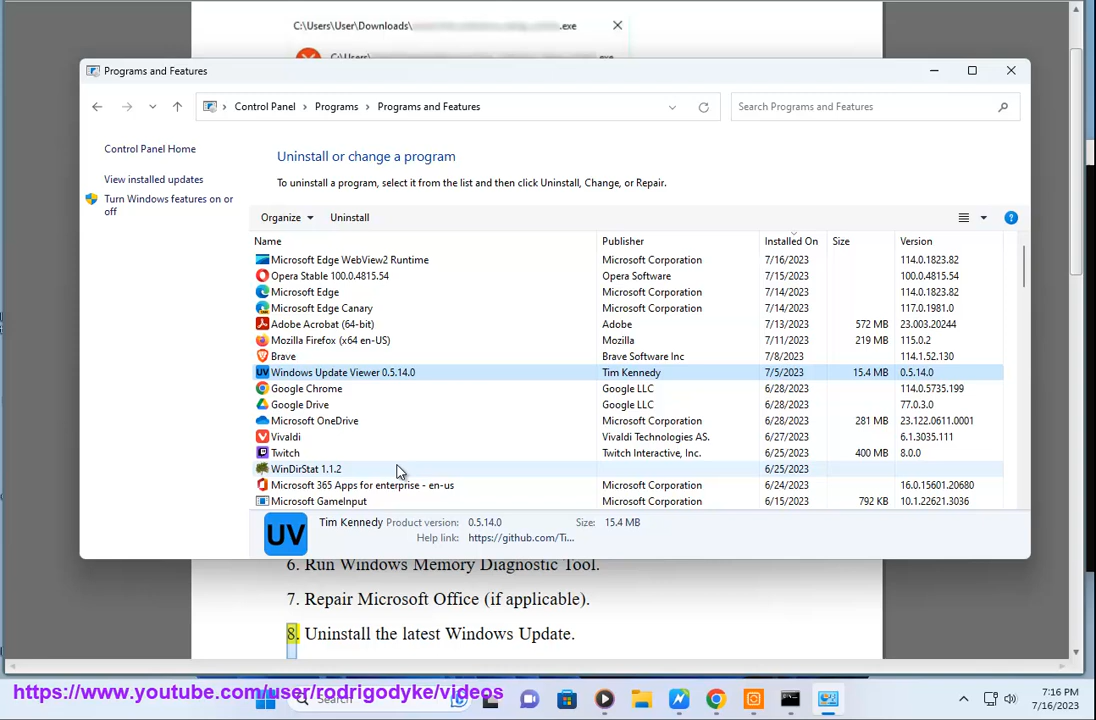 C:\Users\User\Downloads\ .exe
C:\Users\ .exe
Programs and Features
Control Panel > Programs > Programs and Features
Search Programs and Features
Control Panel Home
View installed updates
Turn Windows features on or
off
Uninstall or change a program
To uninstall a program, select it from the list and then click Uninstall, Change, or Repair.
Organize Uninstall
Name Publisher Installed On Size Version
Microsoft Edge WebView2 Runtime Microsoft Corporation 7/16/2023 114.0.1823.82
Opera Stable 100.0.4815.54 Opera Software 7/15/2023 100.0.4815.54
Microsoft Edge Microsoft Corporation 7/14/2023 114.0.1823.82
Microsoft Edge Canary Microsoft Corporation 7/14/2023 117.0.1981.0
Adobe Acrobat (64-bit) Adobe 7/13/2023 572 MB 23.003.20244
Mozilla Firefox (x64 en-US) Mozilla 7/11/2023 219 MB 115.0.2
Brave Brave Software Inc 7/8/2023 114.1.52.130
UV Windows Update Viewer 0.5.14.0 Tim Kennedy 7/5/2023 15.4 MB 0.5.14.0
Google Chrome Google LLC 6/28/2023 114.0.5735.199
Google Drive Google LLC 6/28/2023 77.0.3.0
Microsoft OneDrive Microsoft Corporation 6/28/2023 281 MB 23.122.0611.0001
Vivaldi Vivaldi Technologies AS. 6/27/2023 6.1.3035.111
Twitch Twitch Interactive, Inc. 6/25/2023 400 MB 8.0.0
WinDirStat 1.1.2 6/25/2023
Microsoft 365 Apps for enterprise - en-us Microsoft Corporation 6/24/2023 16.0.15601.20680
Microsoft GameInput Microsoft Corporation 6/15/2023 792 KB 10.1.22621.3036
UV
Tim Kennedy Product version: 0.5.14.0 Size: 15.4 MB
Help link: https://github.com/Ti...
6. Run Windows Memory Diagnostic Tool.
7. Repair Microsoft Office (if applicable).
8. Uninstall the latest Windows Update.
https://www.youtube.com/user/rodrigodyke/videos
Search
7:16 PM
7/16/2023